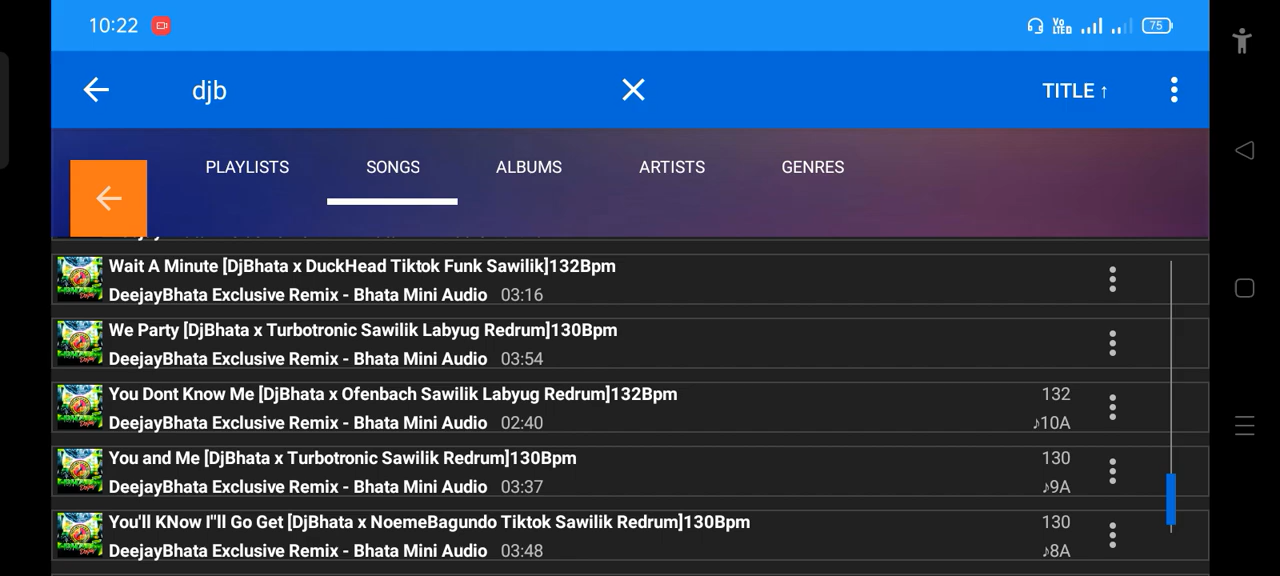 10:22
Vo LTED
75
djb
TITLE ↑
PLAYLISTS SONGS ALBUMS ARTISTS GENRES
Wait A Minute [DjBhata x DuckHead Tiktok Funk Sawilik]132Bpm
DeejayBhata Exclusive Remix - Bhata Mini Audio 03:16
We Party [DjBhata x Turbotronic Sawilik Labyug Redrum]130Bpm
DeejayBhata Exclusive Remix - Bhata Mini Audio 03:54
You Dont Know Me [DjBhata x Ofenbach Sawilik Labyug Redrum]132Bpm 132
DeejayBhata Exclusive Remix - Bhata Mini Audio 02:40 ♪10A
You and Me [DjBhata x Turbotronic Sawilik Redrum]130Bpm 130
DeejayBhata Exclusive Remix - Bhata Mini Audio 03:37 ♪9A
You'll KNow I"ll Go Get [DjBhata x NoemeBagundo Tiktok Sawilik Redrum]130Bpm 130
DeejayBhata Exclusive Remix - Bhata Mini Audio 03:48 ♪8A